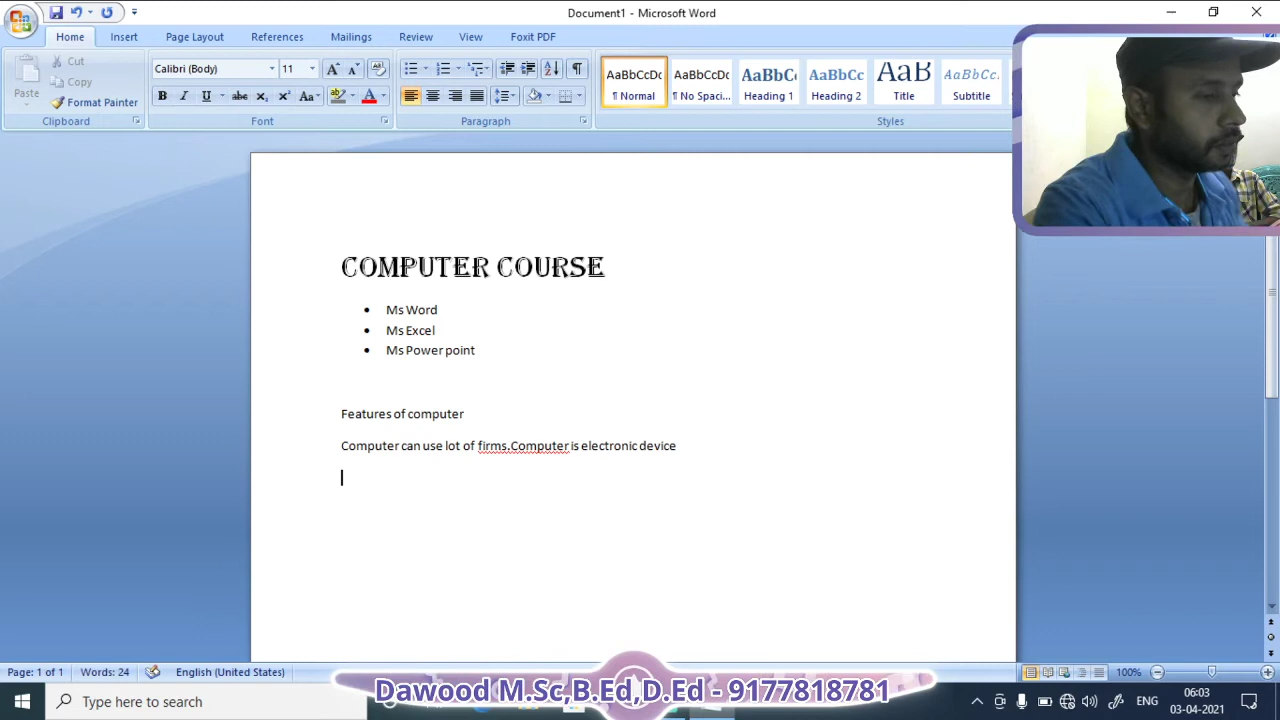 Document1 - Microsoft Word
Home Insert Page Layout References Mailings Review View Foxit PDF
Paste
Cut
Copy
Format Painter
Clipboard
Calibri (Body) 11
Font
Paragraph
AaBbCcDc AaBbCcDc AaBbC AaBbCc AaB AaBbCc.
¶ Normal ¶ No Spaci... Heading 1 Heading 2 Title Subtitle
Styles
COMPUTER COURSE
• Ms Word
• Ms Excel
• Ms Power point
Features of computer
Computer can use lot of firms.Computer is electronic device
Page: 1 of 1 Words: 24 English (United States) 100%
Dawood M.Sc,B.Ed,D.Ed - 9177818781
Type here to search
ENG
06:03
03-04-2021